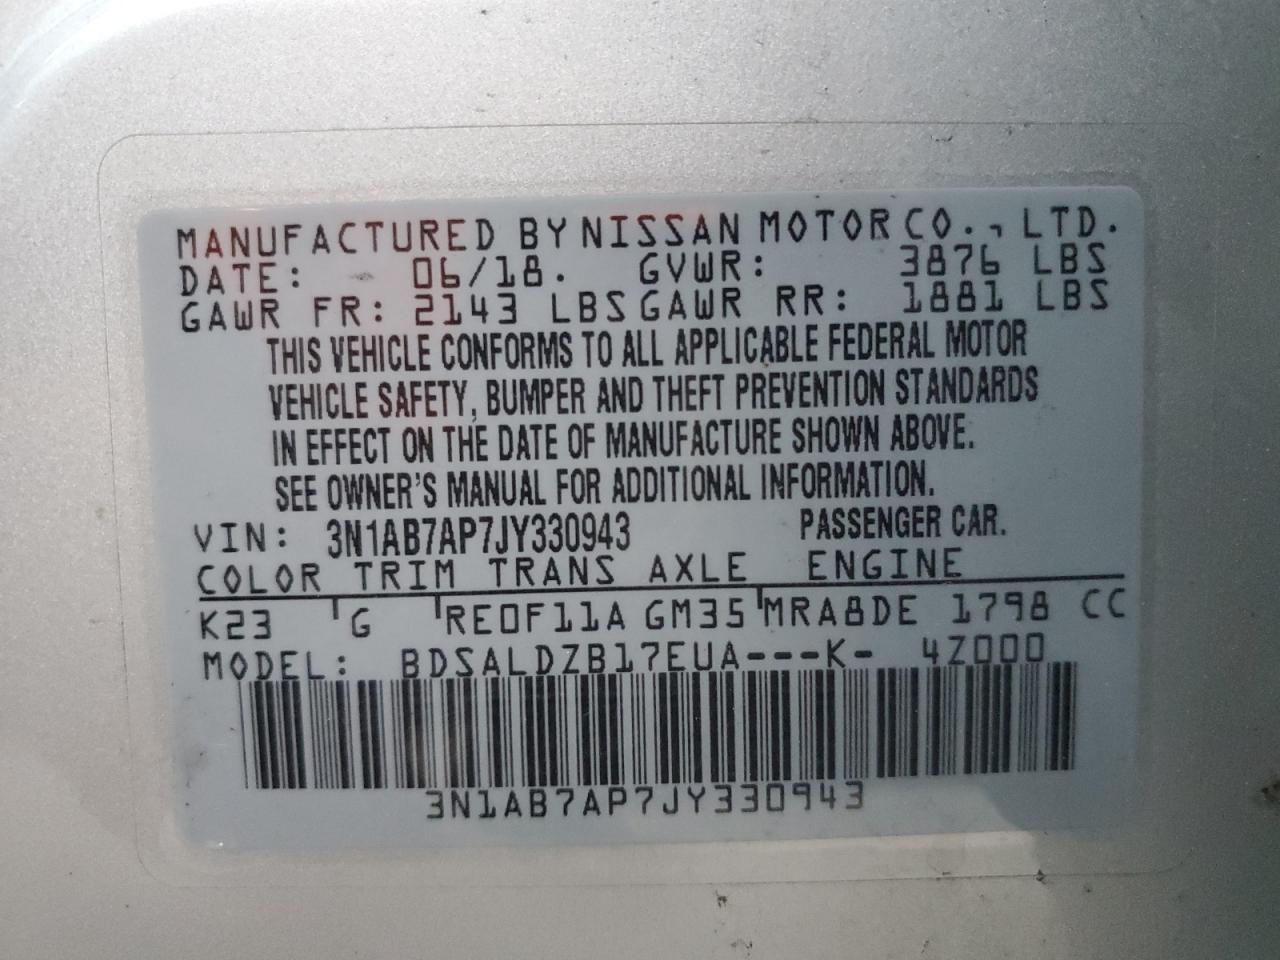 MANUFACTURED BY NISSAN MOTOR CO., LTD.
DATE: 06/18. GVWR: 3876 LBS
GAWR FR: 2143 LBS GAWR RR: 1881 LBS
THIS VEHICLE CONFORMS TO ALL APPLICABLE FEDERAL MOTOR
VEHICLE SAFETY, BUMPER AND THEFT PREVENTION STANDARDS
IN EFFECT ON THE DATE OF MANUFACTURE SHOWN ABOVE.
SEE OWNER'S MANUAL FOR ADDITIONAL INFORMATION.
VIN: 3N1AB7AP7JY330943 PASSENGER CAR.
COLOR TRIM TRANS AXLE ENGINE
K23 G RE0F11A GM35 MRA8DE 1798 CC
MODEL: BDSALDZB17EUA---K- 4Z000
3N1AB7AP7JY330943